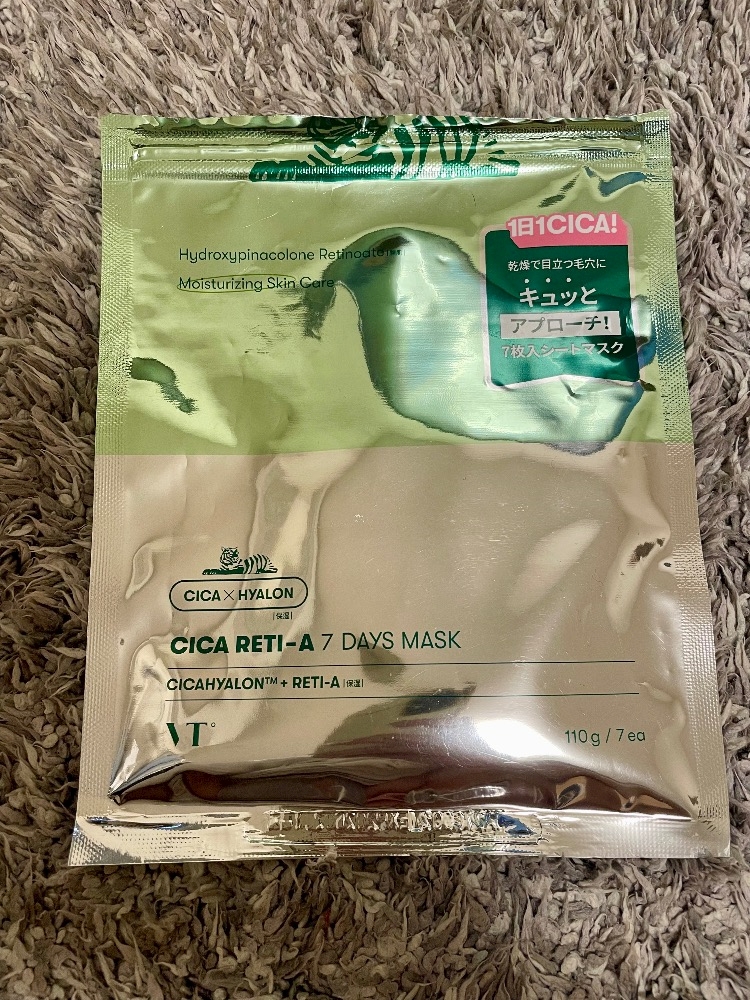 Hydroxypinacolone Retinoate
Moisturizing Skin Care
1日1CICA!
乾燥で目立つ毛穴に
キュッと
アプローチ!
7枚入シートマスク
CICA×HYALON
[保湿]
CICA RETI-A 7 DAYS MASK
CICAHYALON™ + RETI-A [保湿]
VT°
110g / 7ea